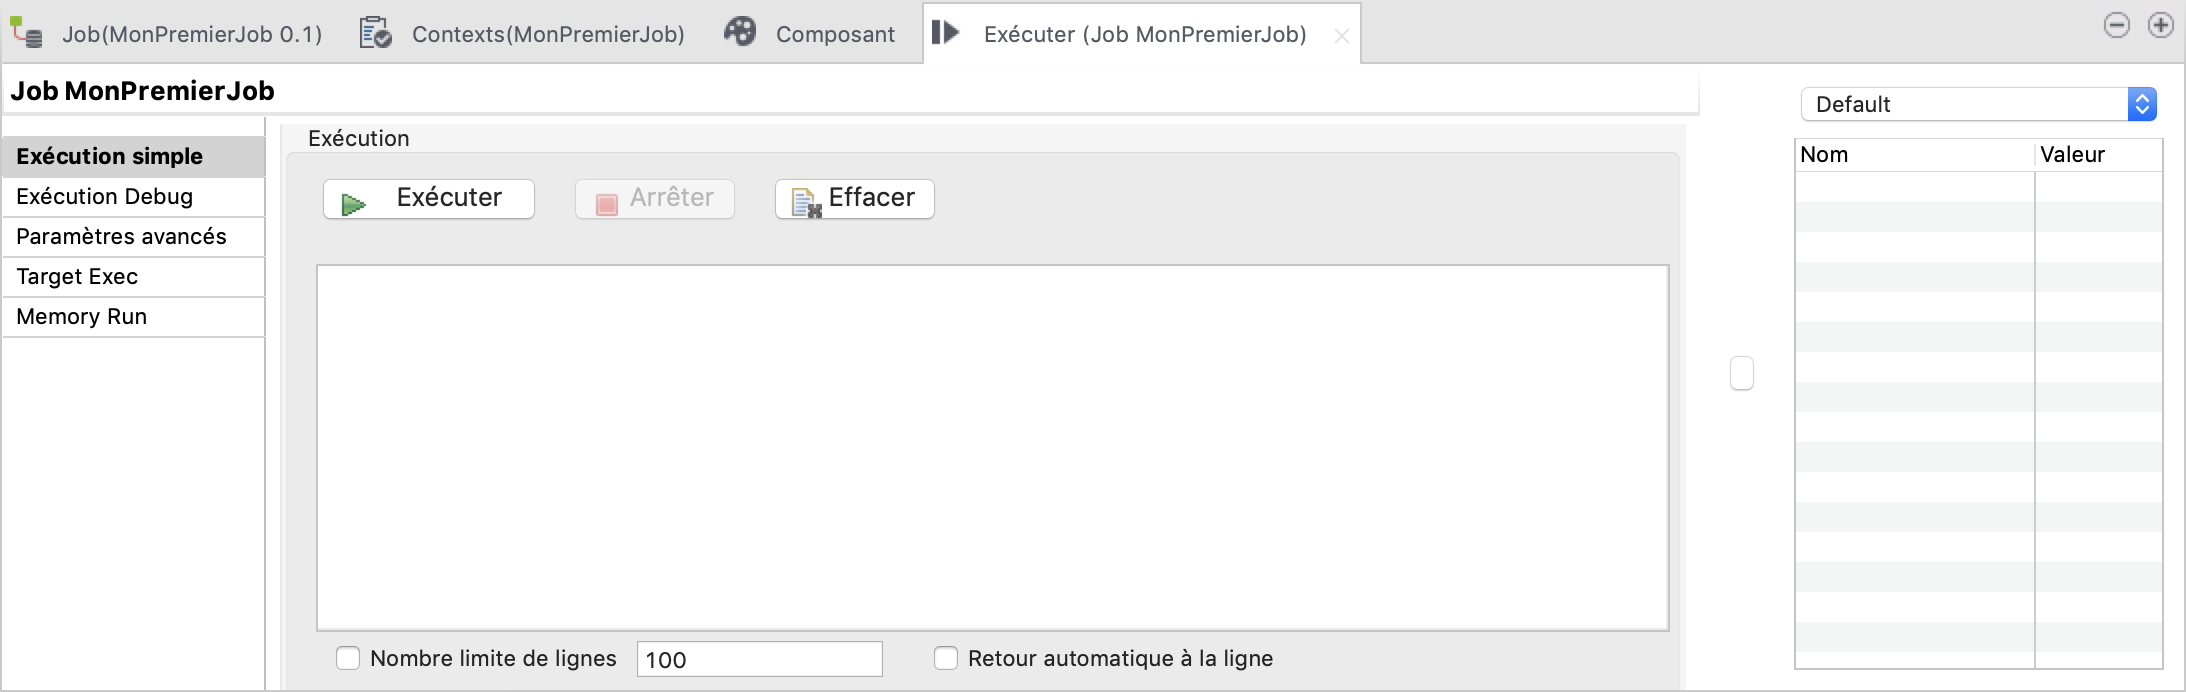 Job(MonPremierJob 0.1) Contexts(MonPremierJob) Composant Exécuter (Job MonPremierJob)
Job MonPremierJob
Default
Exécution simple
Exécution Debug
Paramètres avancés
Target Exec
Memory Run
Exécution
Exécuter Arrêter Effacer
Nombre limite de lignes 100 Retour automatique à la ligne
Nom Valeur